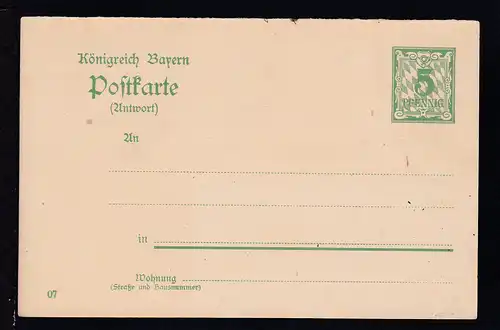 Königreich Bayern
Postkarte
(Antwort)
5
PFENNIG
An
in
Wohnung
(Straße und Hausnummer)
07